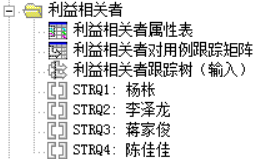 利益相关者
利益相关者属性表
利益相关者对用例跟踪矩阵
利益相关者跟踪树（输入）
STRQ1: 杨枨
STRQ2: 李泽龙
STRQ3: 蒋家俊
STRQ4: 陈佳佳